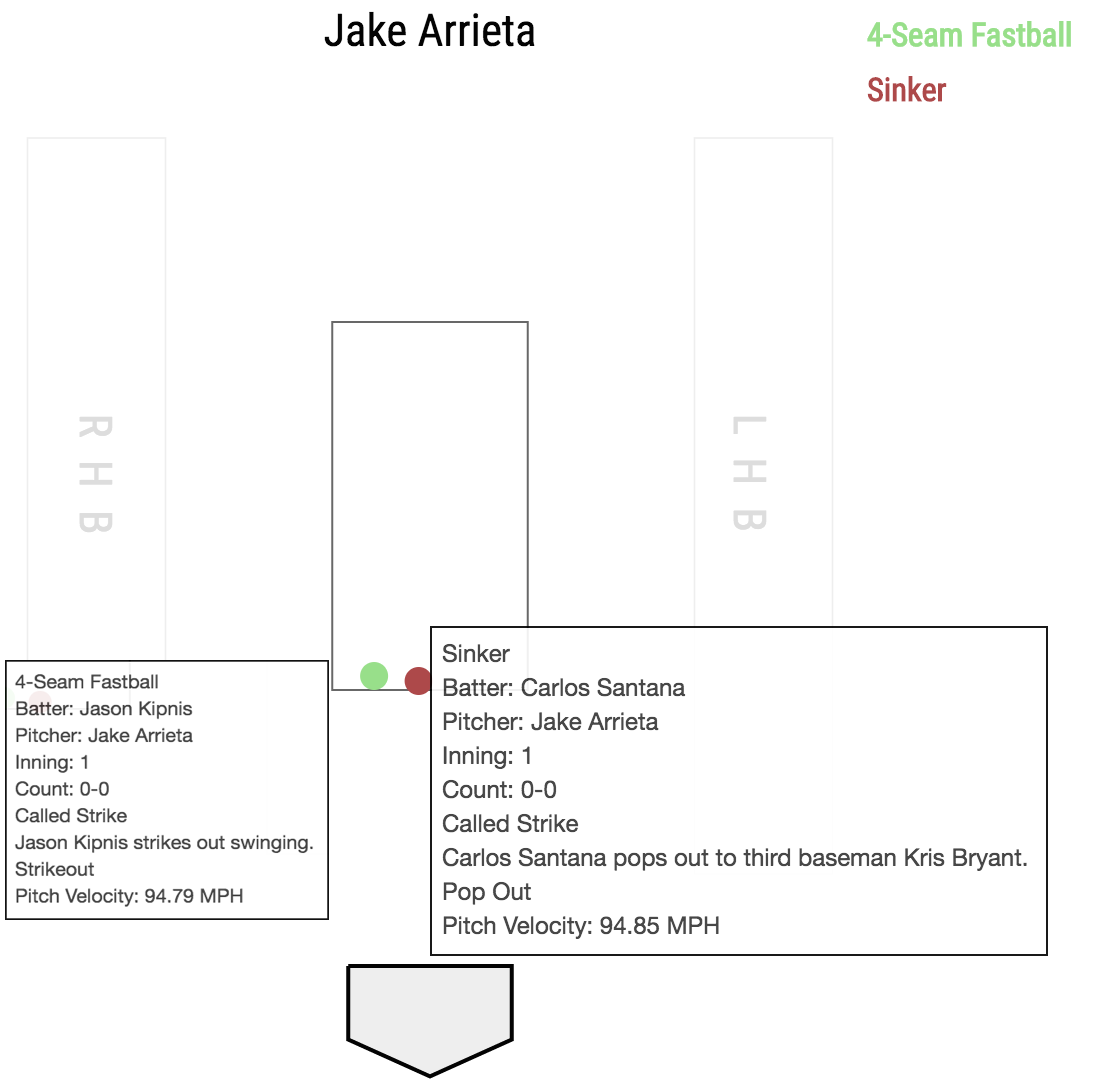 Jake Arrieta
4-Seam Fastball
Sinker
RHB
LHB
4-Seam Fastball
Batter: Jason Kipnis
Pitcher: Jake Arrieta
Inning: 1
Count: 0-0
Called Strike
Jason Kipnis strikes out swinging.
Strikeout
Pitch Velocity: 94.79 MPH
Sinker
Batter: Carlos Santana
Pitcher: Jake Arrieta
Inning: 1
Count: 0-0
Called Strike
Carlos Santana pops out to third baseman Kris Bryant.
Pop Out
Pitch Velocity: 94.85 MPH